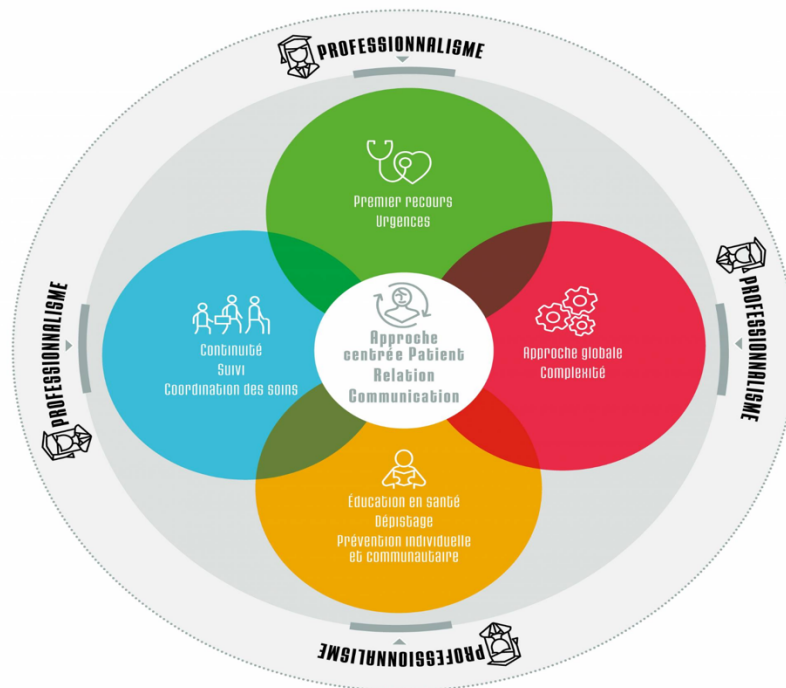 PROFESSIONNALISME
Premier recours
Urgences
PROFESSIONNALISME
PROFESSIONNALISME
Continuité
Suivi
Coordination des soins
Approche
centrée Patient
Relation
Communication
Approche globale
Complexité
Éducation en santé
Dépistage
Prévention individuelle
et communautaire
PROFESSIONNALISME